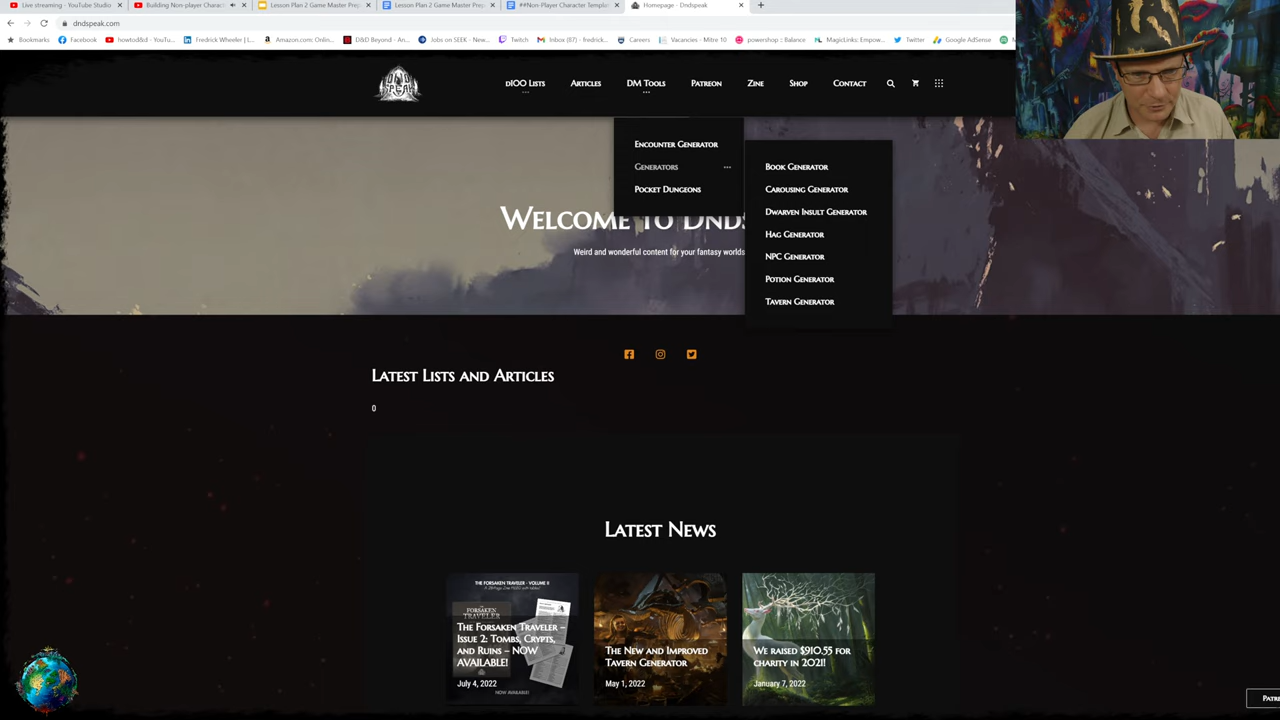 Live streaming - YouTube Studio
Building Non-player Charact
Lesson Plan 2 Game Master Prep
Lesson Plan 2 Game Master Prep
**Non-Player Character Templa
Homepage - Dndspeak
dndspeak.com
Bookmarks
Facebook
howtod&d - YouTu...
Fredrick Wheeler | L...
Amazon.com: Onlin...
D&D Beyond - An...
Jobs on SEEK - New...
Twitch
Inbox (87) - fredrick...
Careers
Vacancies - Mitre 10
powershop :: Balance
MagicLinks: Empow...
Twitter
Google AdSense
d100 Lists
Articles
DM Tools
Patreon
Zine
Shop
Contact
Encounter Generator
Generators
Pocket Dungeons
Book Generator
Carousing Generator
Dwarven Insult Generator
Hag Generator
NPC Generator
Potion Generator
Tavern Generator
Welcome to Dnds
Weird and wonderful content for your fantasy worlds
Latest Lists and Articles
0
Latest News
THE FORSAKEN TRAVELER - VOLUME II
FORSAKEN
TRAVELER
The Forsaken Traveler –
Issue 2: Tombs, Crypts,
and Ruins – NOW
AVAILABLE!
July 4, 2022
NOW AVAILABLE!
The New and Improved
Tavern Generator
May 1, 2022
We raised $910.55 for
charity in 2021!
January 7, 2022
Patre